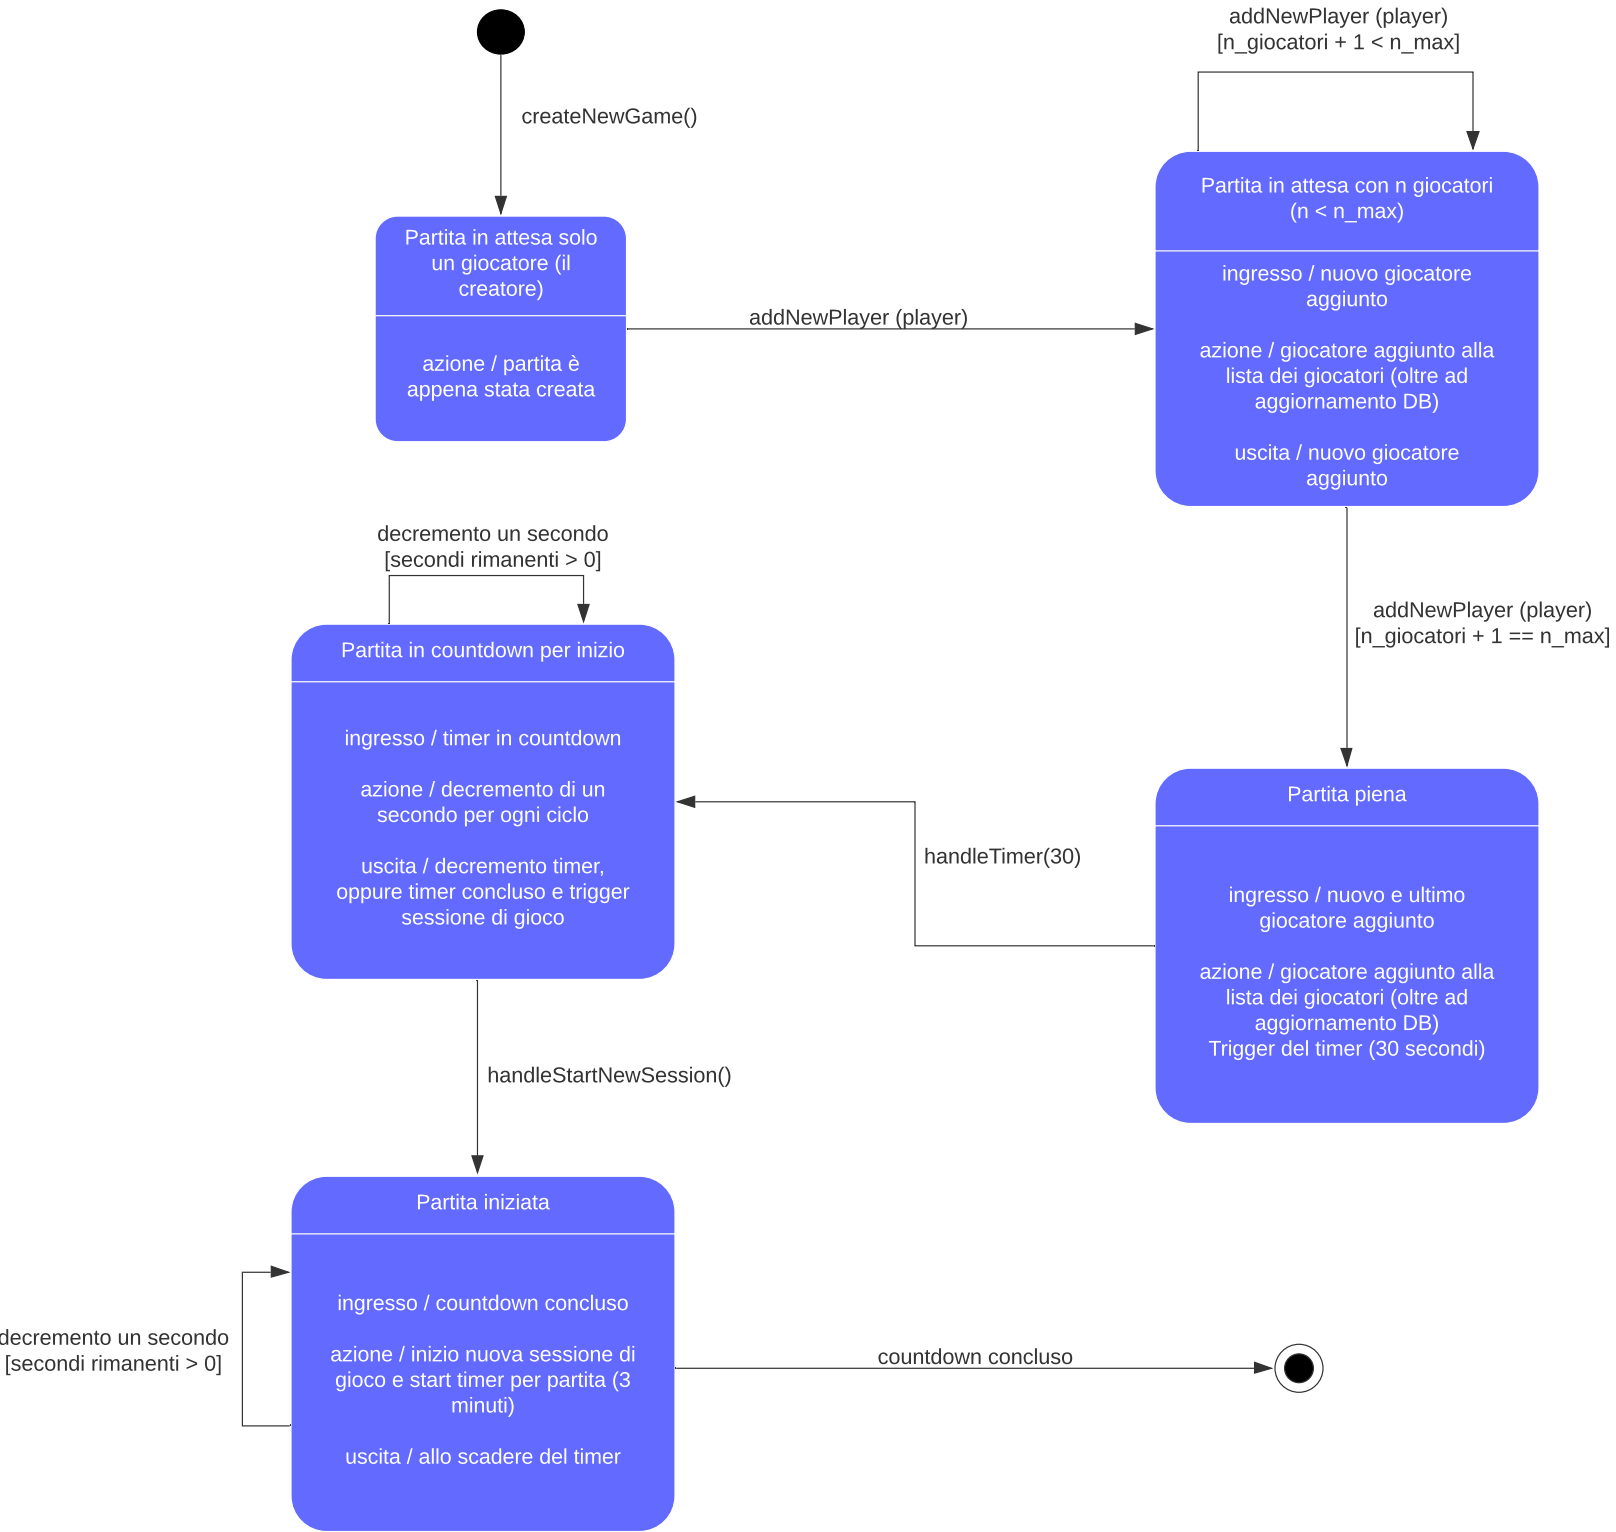 addNewPlayer (player)
[n_giocatori + 1 < n_max]
createNewGame()
Partita in attesa solo
un giocatore (il
creatore)
azione / partita è
appena stata creata
addNewPlayer (player)
Partita in attesa con n giocatori
(n < n_max)
ingresso / nuovo giocatore
aggiunto
azione / giocatore aggiunto alla
lista dei giocatori (oltre ad
aggiornamento DB)
uscita / nuovo giocatore
aggiunto
addNewPlayer (player)
[n_giocatori + 1 == n_max]
Partita piena
ingresso / nuovo e ultimo
giocatore aggiunto
azione / giocatore aggiunto alla
lista dei giocatori (oltre ad
aggiornamento DB)
Trigger del timer (30 secondi)
handleTimer(30)
decremento un secondo
[secondi rimanenti > 0]
Partita in countdown per inizio
ingresso / timer in countdown
azione / decremento di un
secondo per ogni ciclo
uscita / decremento timer,
oppure timer concluso e trigger
sessione di gioco
handleStartNewSession()
Partita iniziata
ingresso / countdown concluso
azione / inizio nuova sessione di
gioco e start timer per partita (3
minuti)
uscita / allo scadere del timer
decremento un secondo
[secondi rimanenti > 0]
countdown concluso